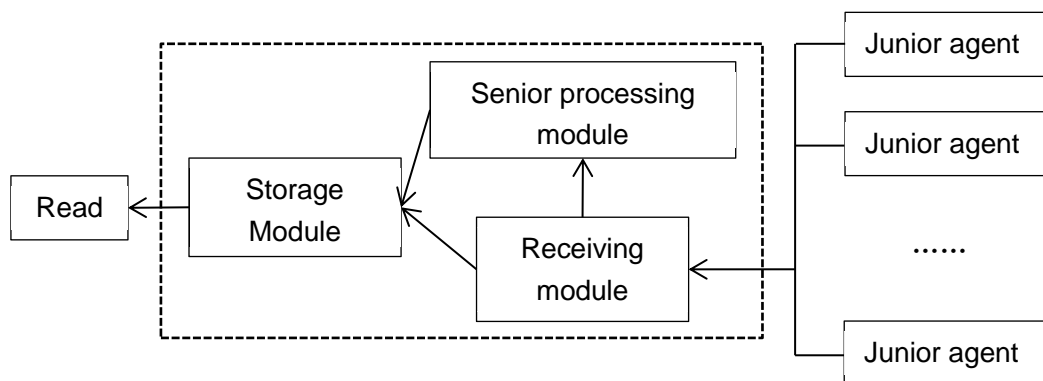 Junior agent
Senior processing
module
Junior agent
Storage
Module
Read
Receiving
module
......
Junior agent